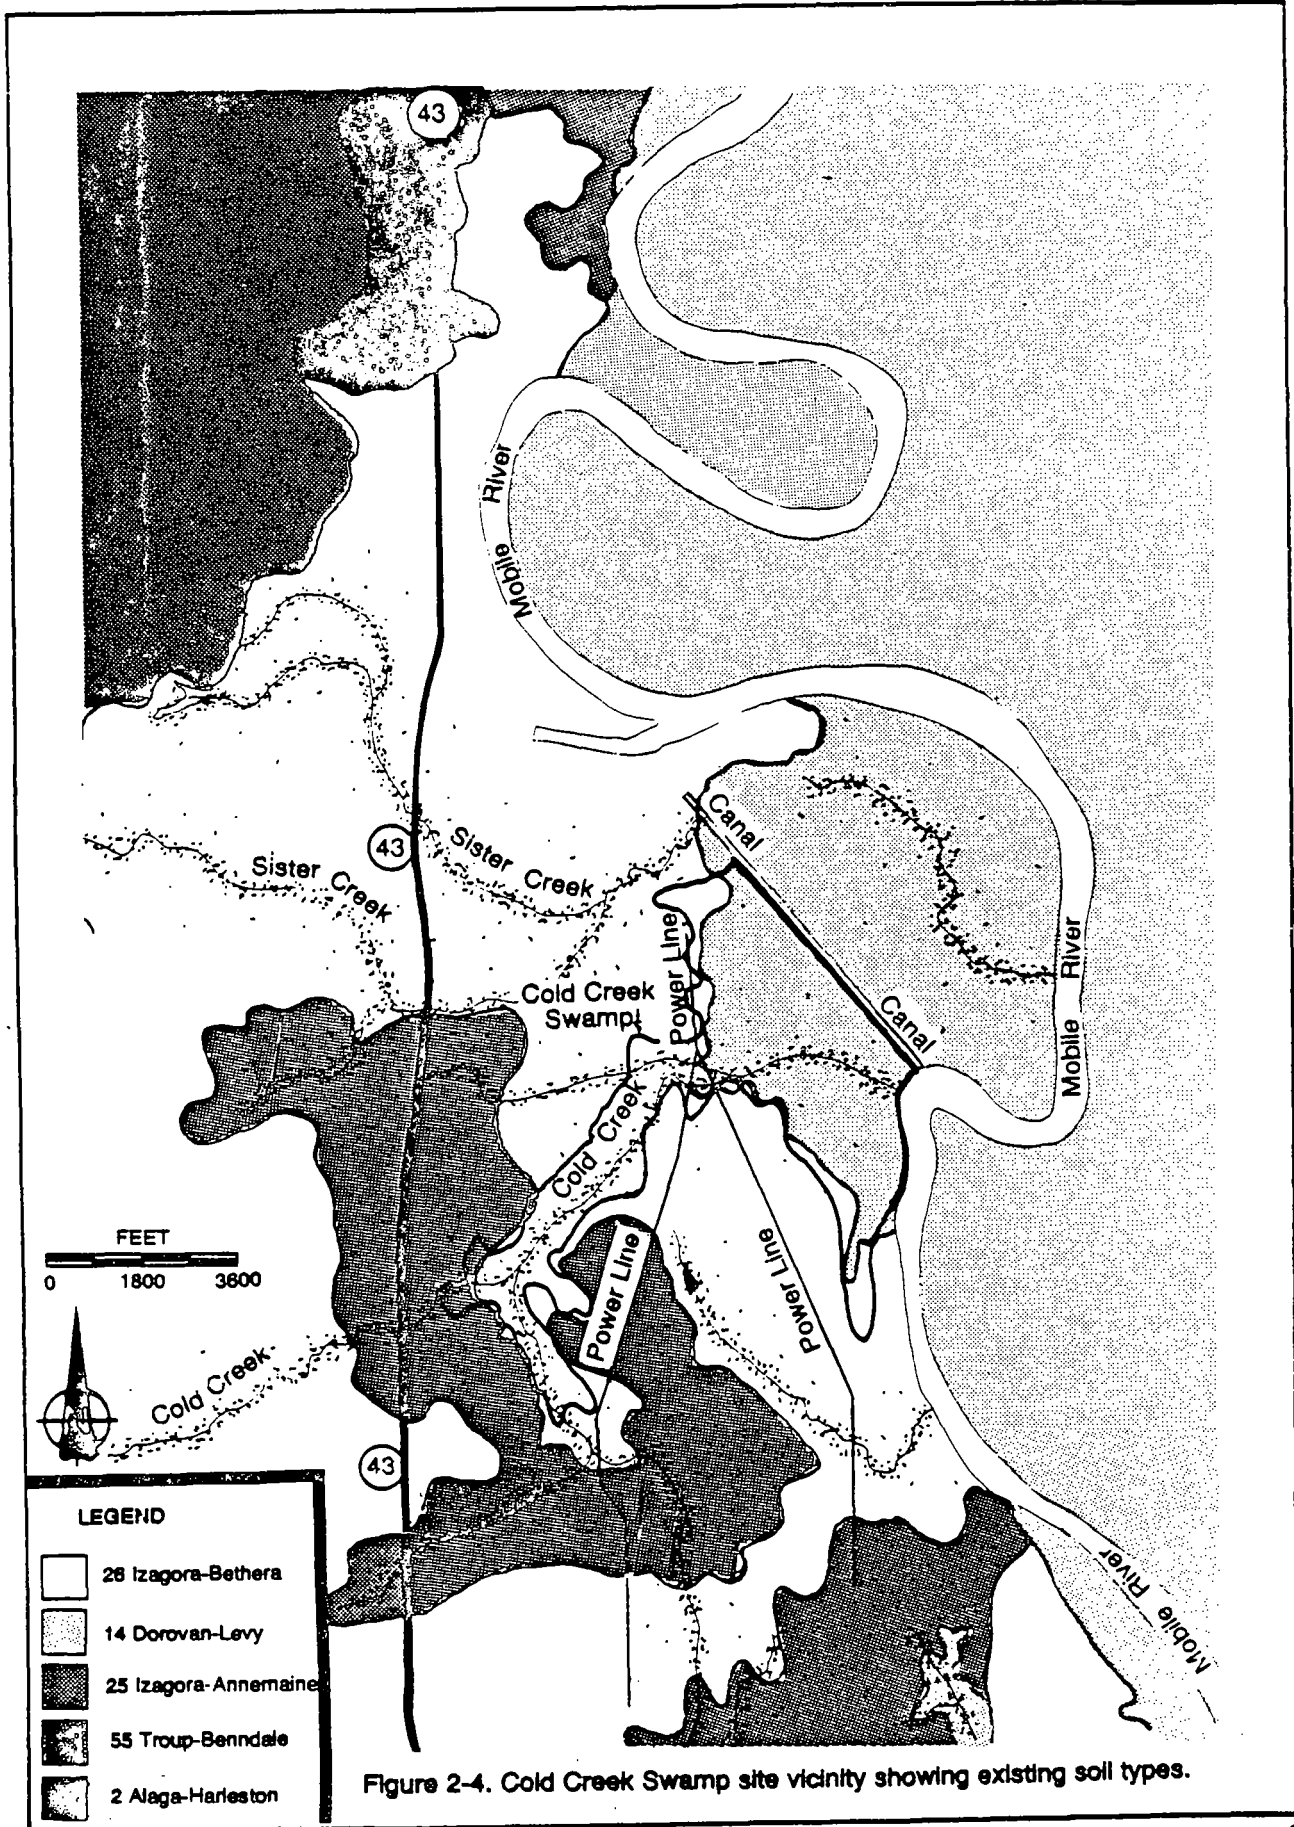 43
River
Mobile
Canal
43
Sister Creek
Sister Creek
Power Line
River
Cold Creek
Swamp
Canal
Mobile
Cold Creek
FEET
0 1800 3600
Power Line
Power Line
Cold Creek
43
LEGEND
26 Izagora-Bethera
14 Dorovan-Levy
25 Izagora-Annemaine
55 Troup-Benndale
2 Alaga-Harleston
Mobile River
Figure 2-4. Cold Creek Swamp site vicinity showing existing soil types.